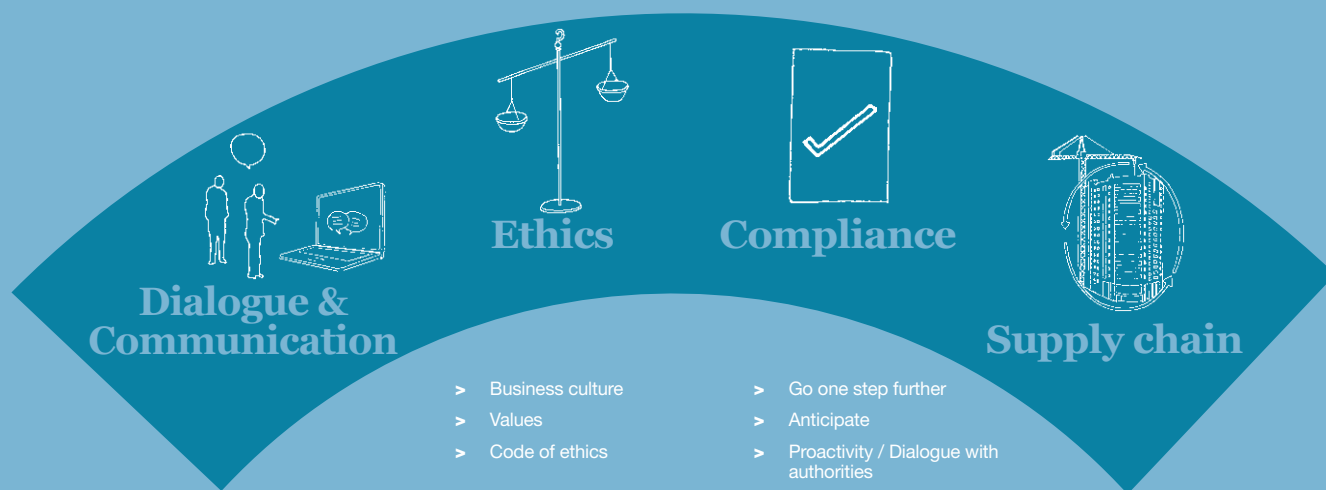 Dialogue &
Communication
Ethics
Compliance
Supply chain
> Business culture
> Values
> Code of ethics
> Go one step further
> Anticipate
> Proactivity / Dialogue with
authorities